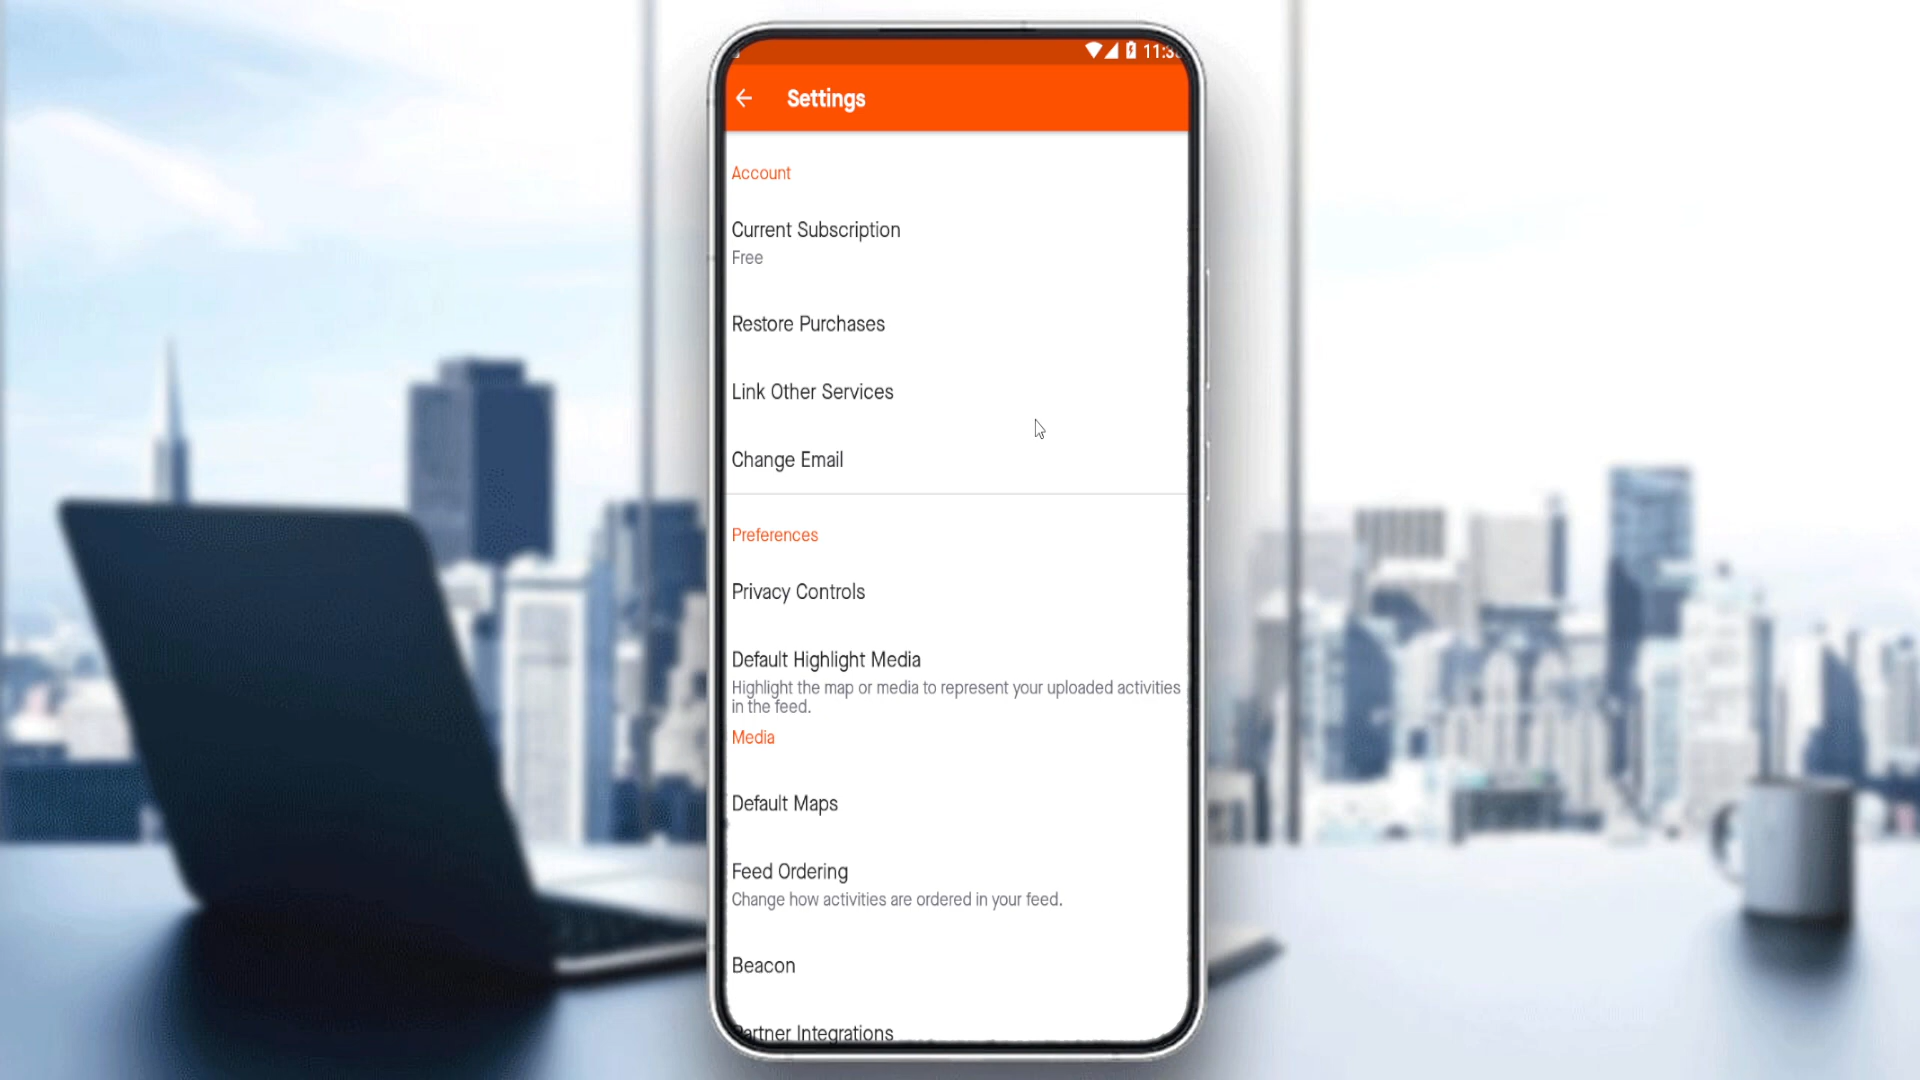 Settings
Account
Current Subscription
Free
Restore Purchases
Link Other Services
Change Email
Preferences
Privacy Controls
Default Highlight Media
Highlight the map or media to represent your uploaded activities
in the feed.
Media
Default Maps
Feed Ordering
Change how activities are ordered in your feed.
Beacon
Partner Integrations